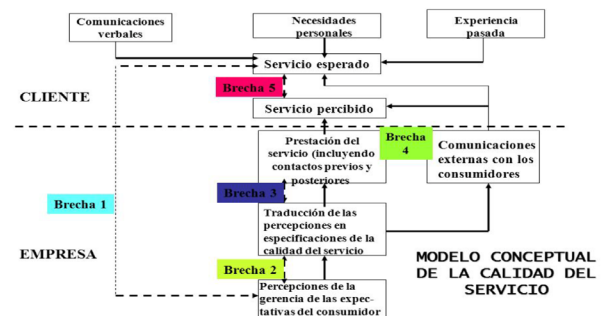 Comunicaciones
verbales
Necesidades
personales
Experiencia
pasada
Servicio esperado
Brecha 5
CLIENTE
Servicio percibido
Prestación del
servicio (incluyendo
contactos previos y
posteriores
Brecha
4
Comunicaciones
externas con los
consumidores
Brecha 1
Brecha 3
Traducción de las
percepciones en
especificaciones de la
calidad del servicio
EMPRESA
Brecha 2
MODELO CONCEPTUAL
DE LA CALIDAD DEL
SERVICIO
Percepciones de la
gerencia de las expec-
tativas del consumidor